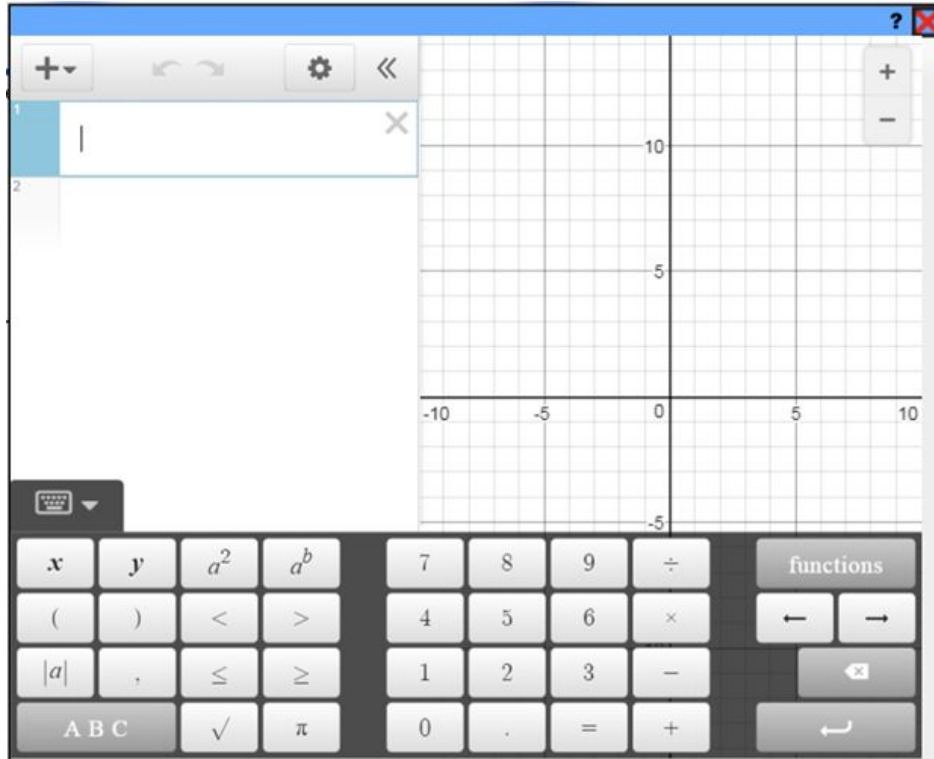 ?
+
1
2
+
−
10
5
-10 -5 0 5 10
-5
x y a² aᵇ 7 8 9 ÷ functions
( ) < > 4 5 6 × ← →
|a| , ≤ ≥ 1 2 3 −
A B C √ π 0 . = +